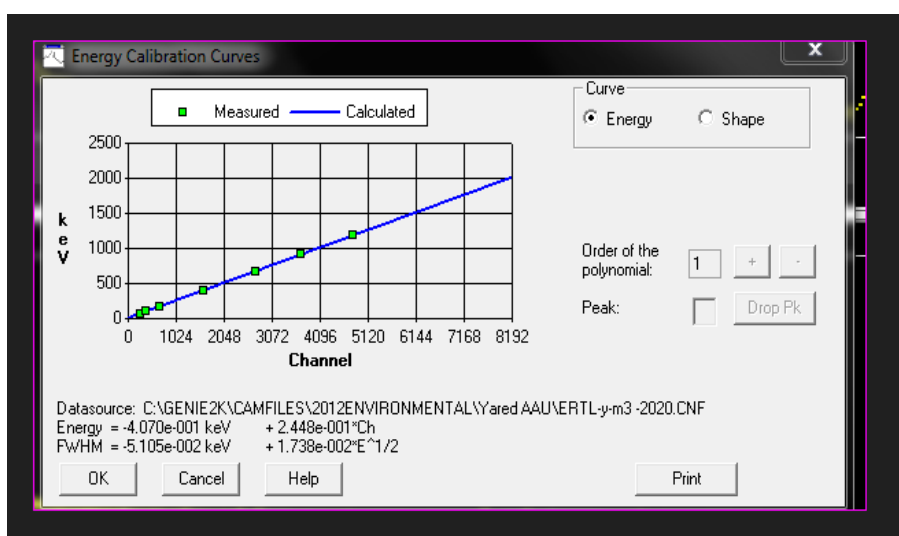 Energy Calibration Curves
x
Measured Calculated
Curve
Energy Shape
2500
2000
1500
1000
500
0
keV
0 1024 2048 3072 4096 5120 6144 7168 8192
Channel
Order of the
polynomial: 1 + -
Peak: Drop Pk
Datasource: C:\GENIE2K\CAMFILES\2012ENVIRONMENTAL\Yared AAU\ERTL-y-m3 -2020.CNF
Energy = -4.070e-001 keV + 2.448e-001*Ch
FWHM = -5.105e-002 keV + 1.738e-002*E^1/2
OK Cancel Help Print